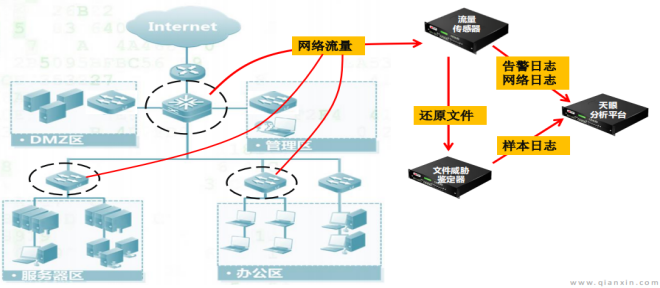 Internet
网络流量
流量
传感器
告警日志
网络日志
天眼
分析平台
还原文件
样本日志
文件威胁
鉴定器
· DMZ区
· 管理区
· 服务器区
· 办公区
www.qianxin.com